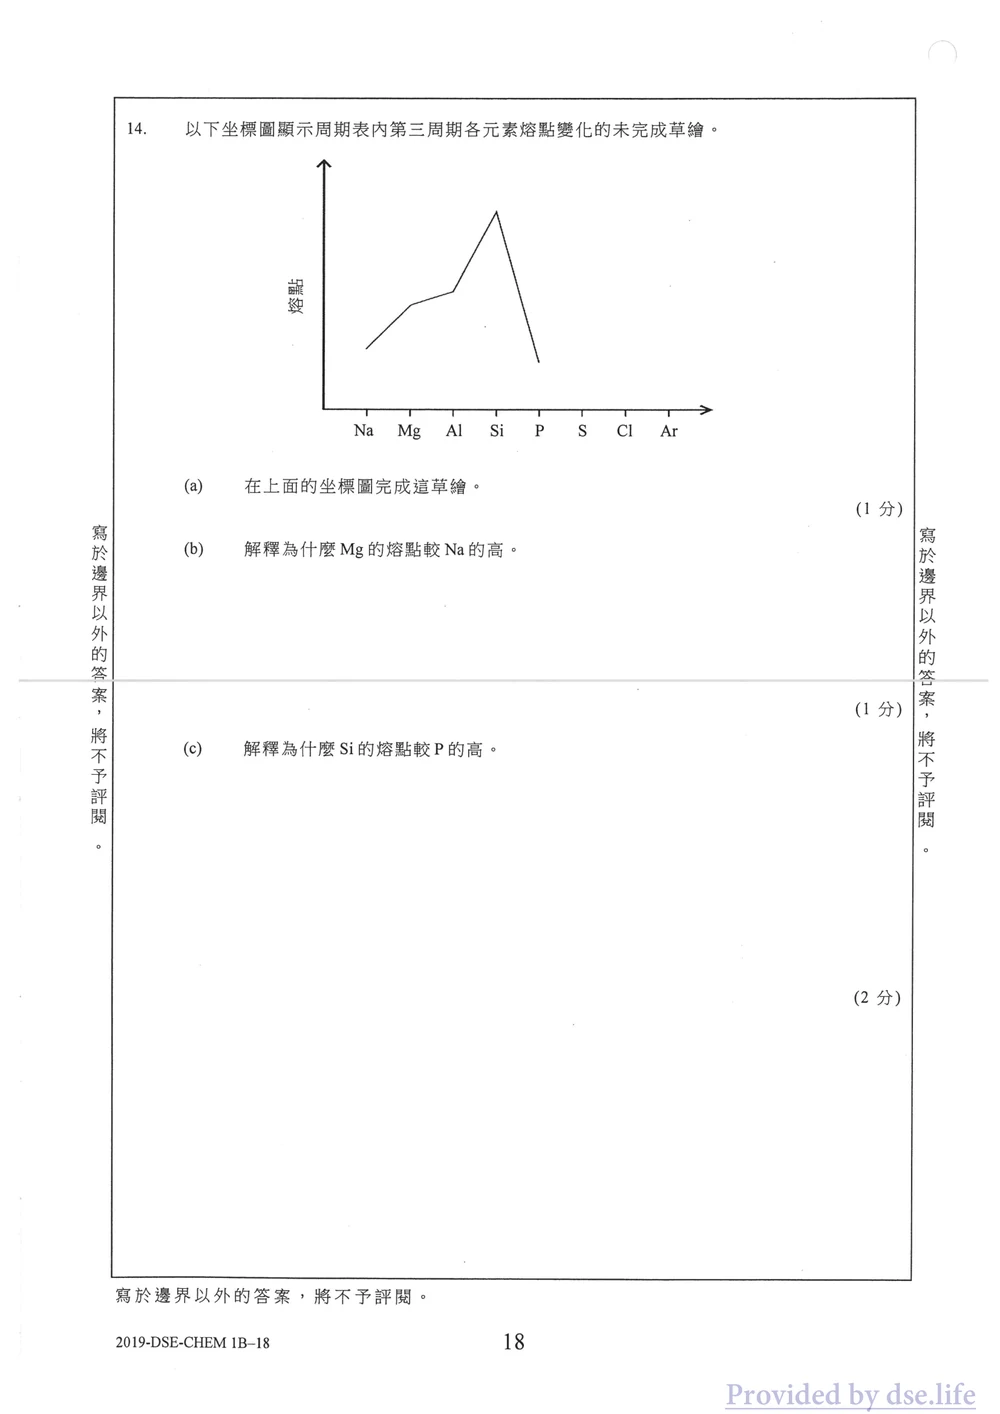 14. 以下坐標圖顯示周期表內第三周期各元素熔點變化的未完成草繪。
熔點
Na Mg Al Si P S Cl Ar
(a) 在上面的坐標圖完成這草繪。
(1 分)
(b) 解釋為什麼 Mg 的熔點較 Na 的高。
(1 分)
(c) 解釋為什麼 Si 的熔點較 P 的高。
(2 分)
寫於邊界以外的答案，將不予評閱。
寫於邊界以外的答案，將不予評閱。
寫於邊界以外的答案，將不予評閱。
2019-DSE-CHEM 1B–18
18
Provided by dse.life